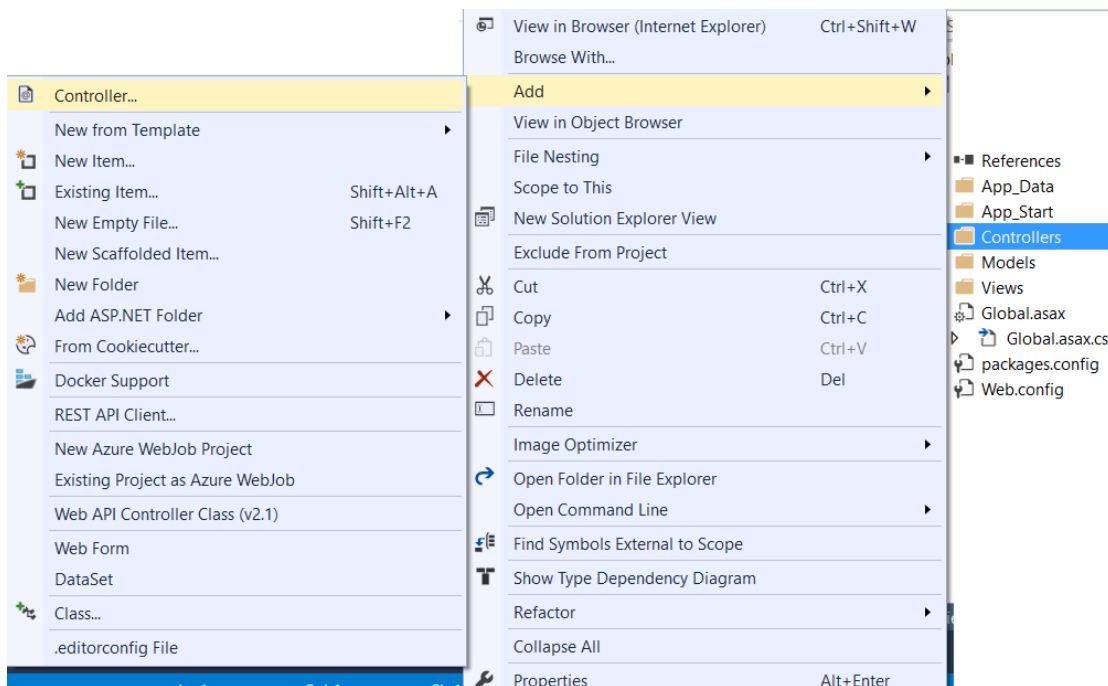 Controller...
New from Template
New Item...
Existing Item... Shift+Alt+A
New Empty File... Shift+F2
New Scaffolded Item...
New Folder
Add ASP.NET Folder
From Cookiecutter...
Docker Support
REST API Client...
New Azure WebJob Project
Existing Project as Azure WebJob
Web API Controller Class (v2.1)
Web Form
DataSet
Class...
.editorconfig File
View in Browser (Internet Explorer) Ctrl+Shift+W
Browse With...
Add
View in Object Browser
File Nesting
Scope to This
New Solution Explorer View
Exclude From Project
Cut Ctrl+X
Copy Ctrl+C
Paste Ctrl+V
Delete Del
Rename
Image Optimizer
Open Folder in File Explorer
Open Command Line
Find Symbols External to Scope
Show Type Dependency Diagram
Refactor
Collapse All
Properties Alt+Enter
References
App_Data
App_Start
Controllers
Models
Views
Global.asax
Global.asax.cs
packages.config
Web.config